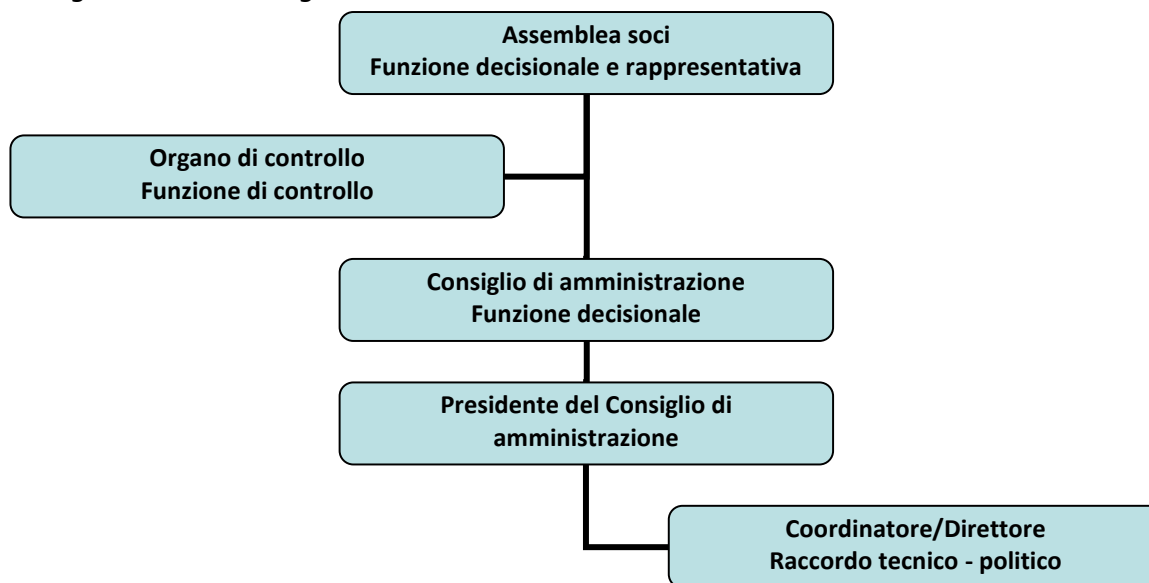 Assemblea soci
Funzione decisionale e rappresentativa
Organo di controllo
Funzione di controllo
Consiglio di amministrazione
Funzione decisionale
Presidente del Consiglio di
amministrazione
Coordinatore/Direttore
Raccordo tecnico - politico